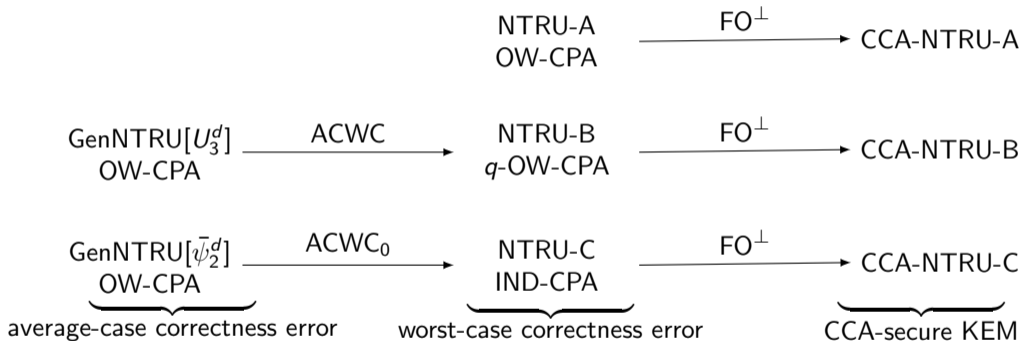 NTRU-A
OW-CPA
FO⊥
CCA-NTRU-A
GenNTRU[U₃ᵈ]
OW-CPA
ACWC
NTRU-B
q-OW-CPA
FO⊥
CCA-NTRU-B
GenNTRU[ψ̄₂ᵈ]
OW-CPA
ACWC₀
NTRU-C
IND-CPA
FO⊥
CCA-NTRU-C
average-case correctness error
worst-case correctness error
CCA-secure KEM